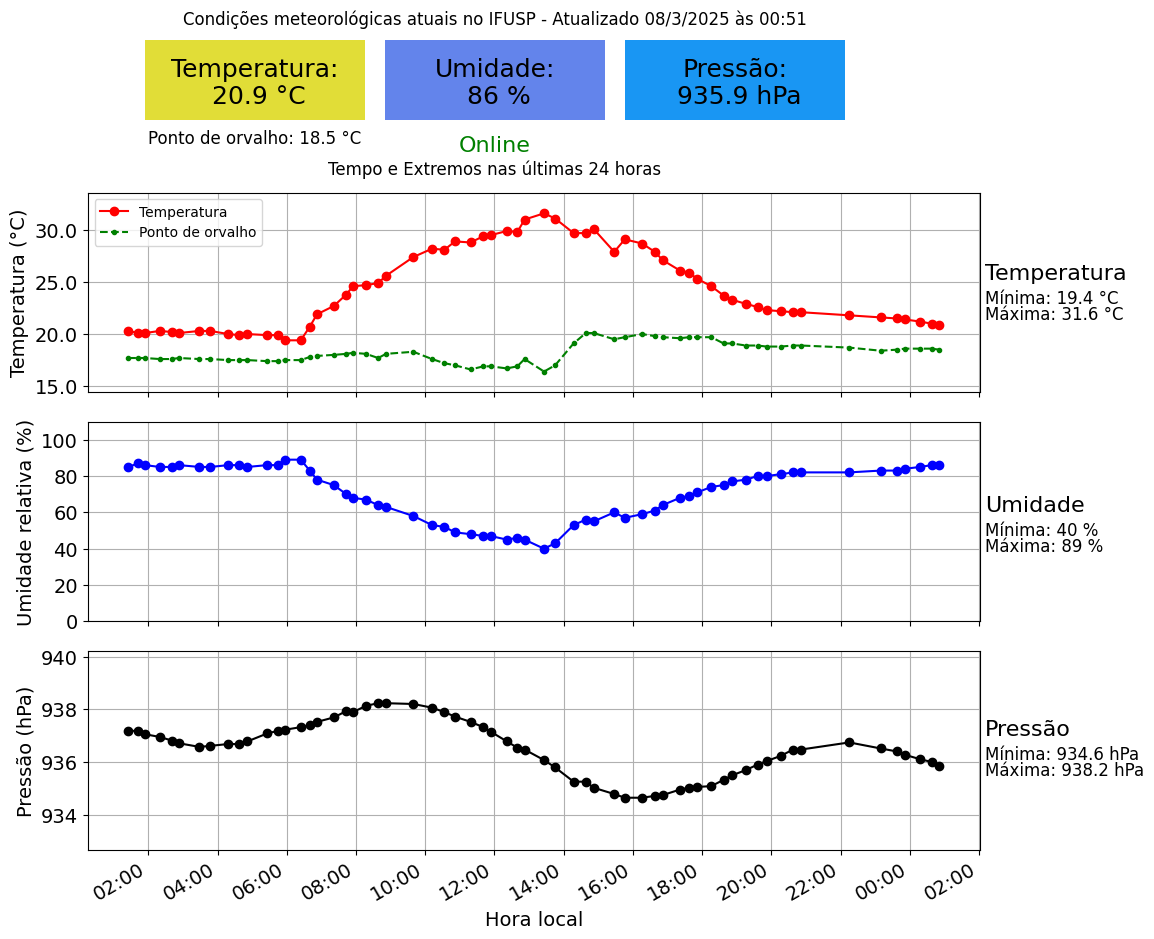 Condições meteorológicas atuais no IFUSP - Atualizado 08/3/2025 às 00:51
Temperatura:
20.9 °C
Umidade:
86 %
Pressão:
935.9 hPa
Ponto de orvalho: 18.5 °C
Online
Tempo e Extremos nas últimas 24 horas
Temperatura (°C)
30.0
25.0
20.0
15.0
Temperatura
Ponto de orvalho
Temperatura
Mínima: 19.4 °C
Máxima: 31.6 °C
Umidade relativa (%)
100
80
60
40
20
0
Umidade
Mínima: 40 %
Máxima: 89 %
Pressão (hPa)
940
938
936
934
Pressão
Mínima: 934.6 hPa
Máxima: 938.2 hPa
02:00 04:00 06:00 08:00 10:00 12:00 14:00 16:00 18:00 20:00 22:00 00:00 02:00
Hora local